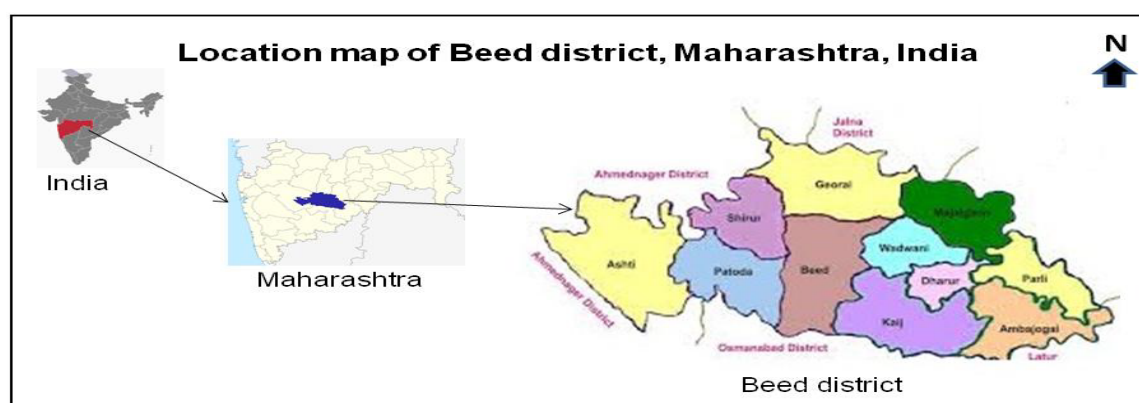 Location map of Beed district, Maharashtra, India
N
India
Maharashtra
Jalna
District
Ahmednager District
Georai
Majalgaon
Shirur
Wadwani
Ashti
Patoda
Beed
Dharur
Parli
Ahmednager District
Kaij
Ambajogai
Osmanabad District
Latur
Beed district